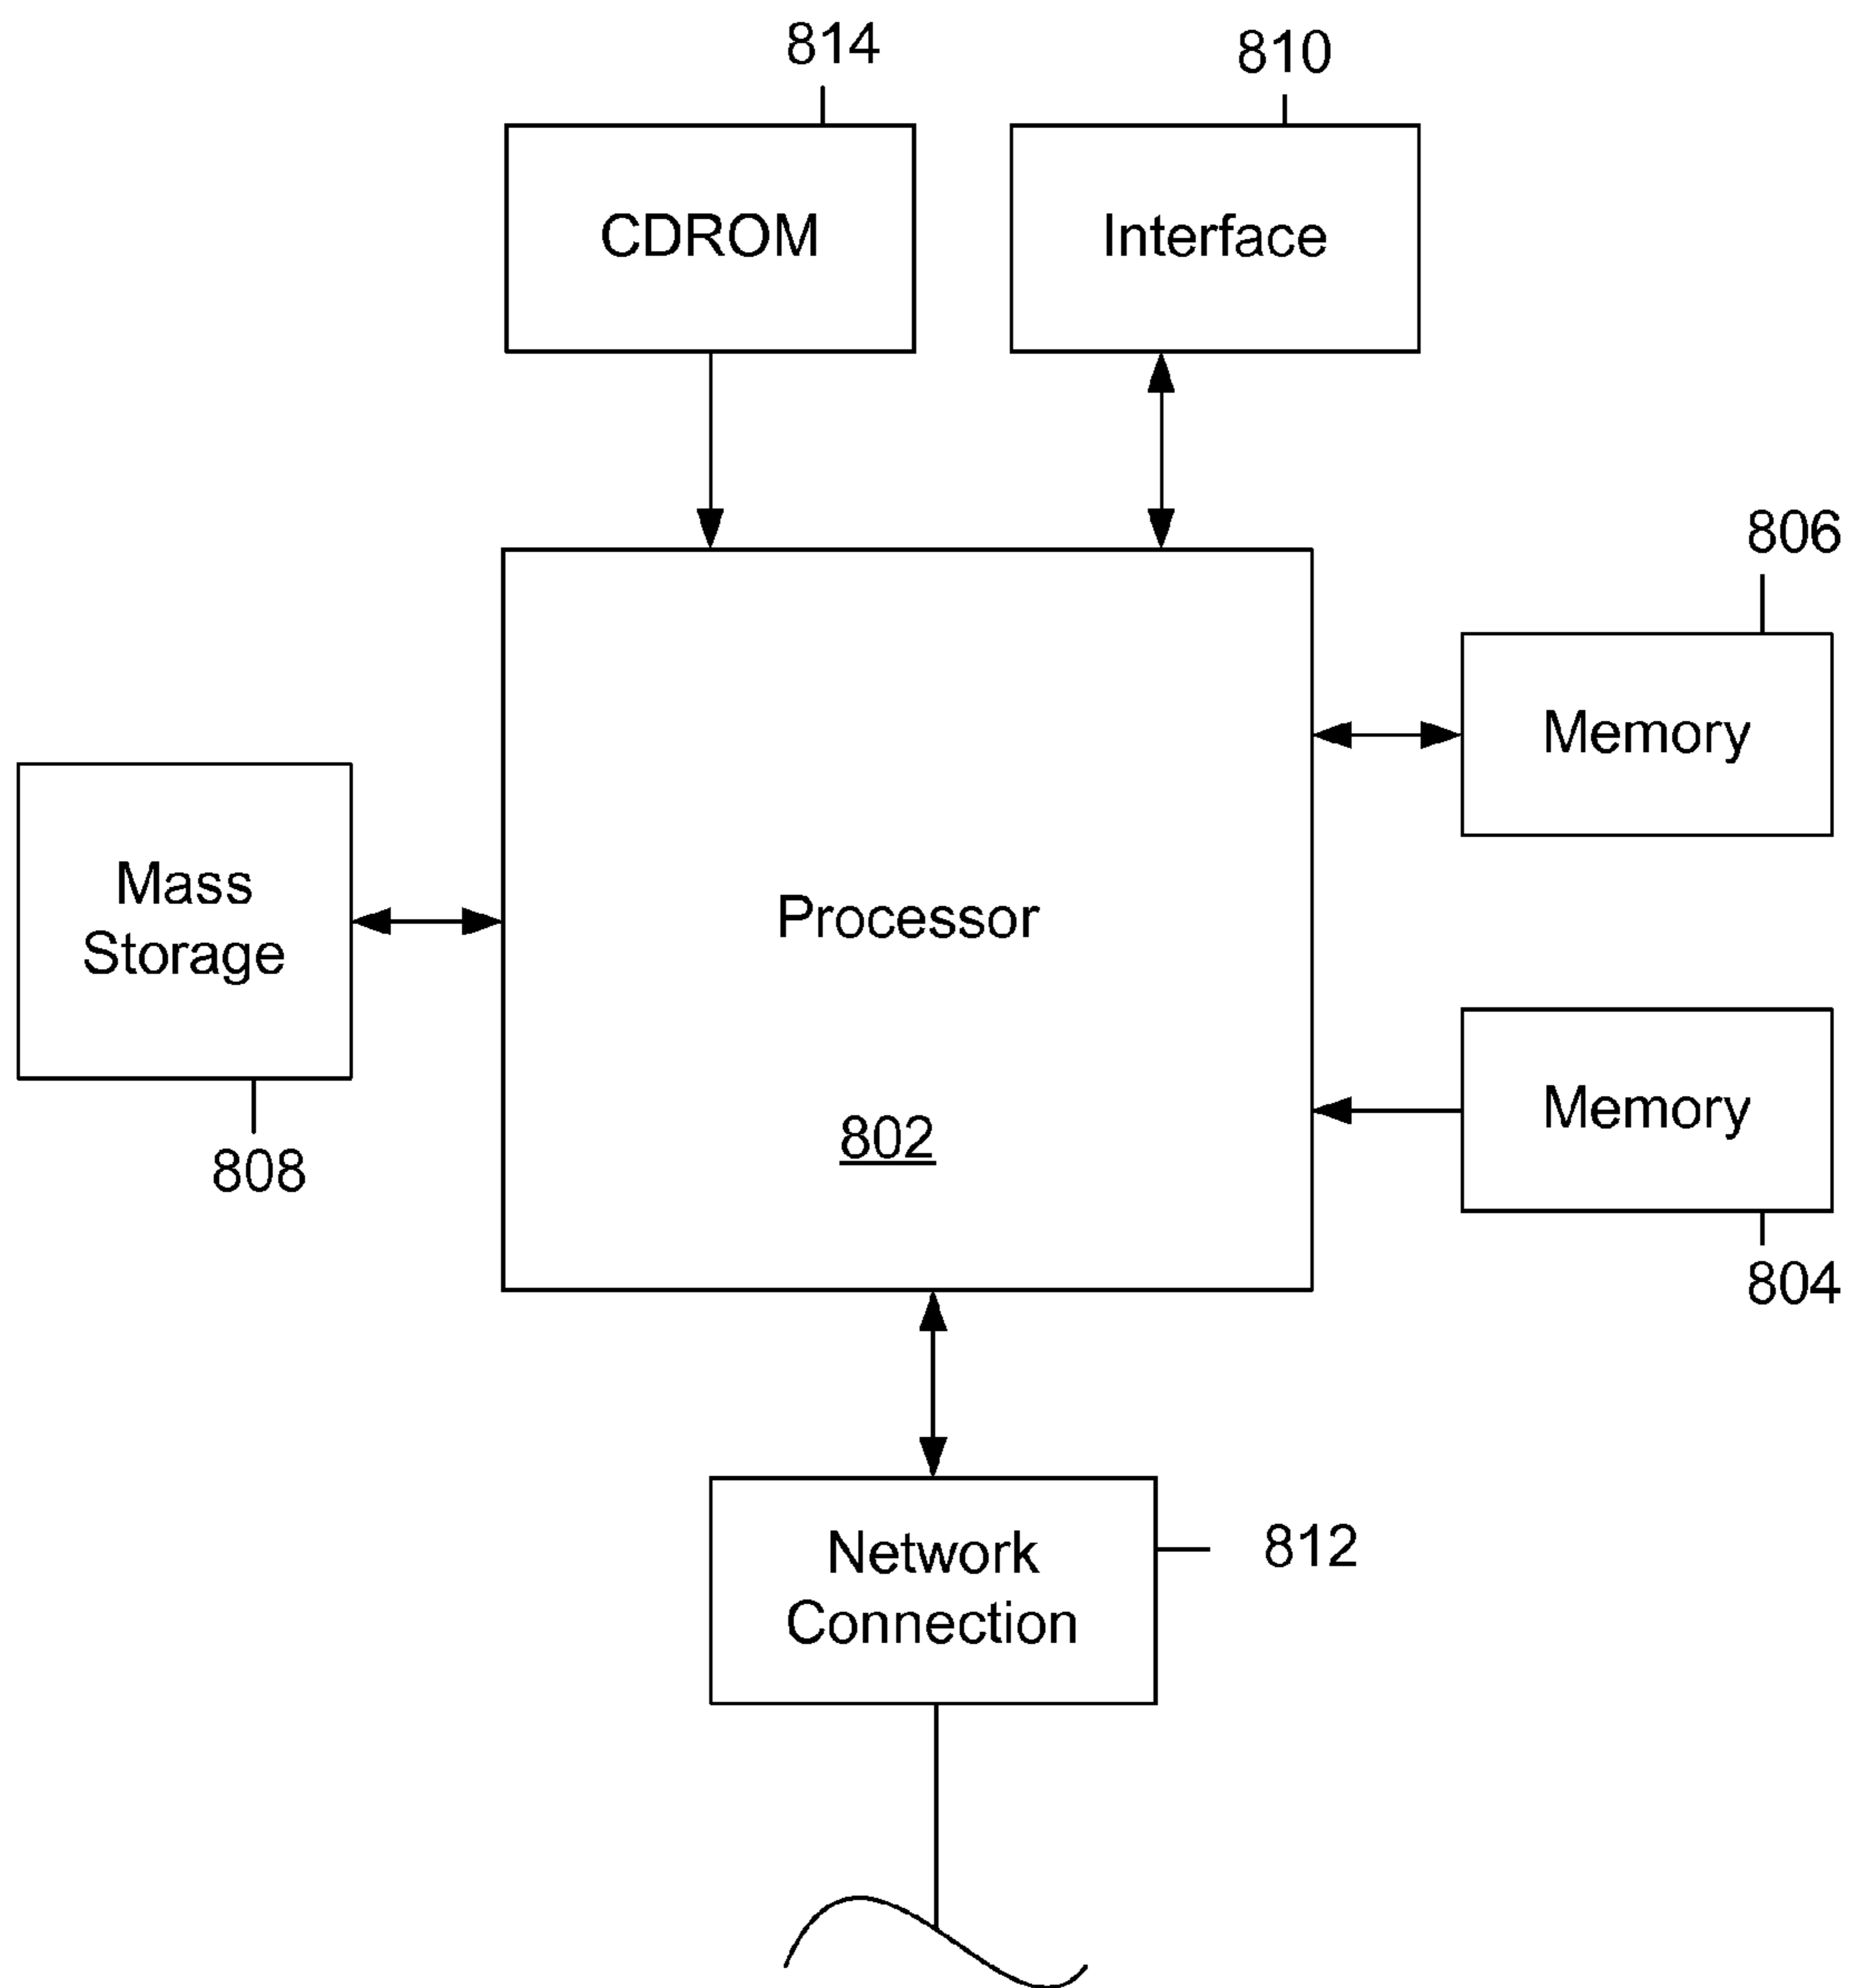 814
810
CDROM
Interface
806
Memory
Mass
Storage
Processor
Memory
802
808
804
Network
Connection
812